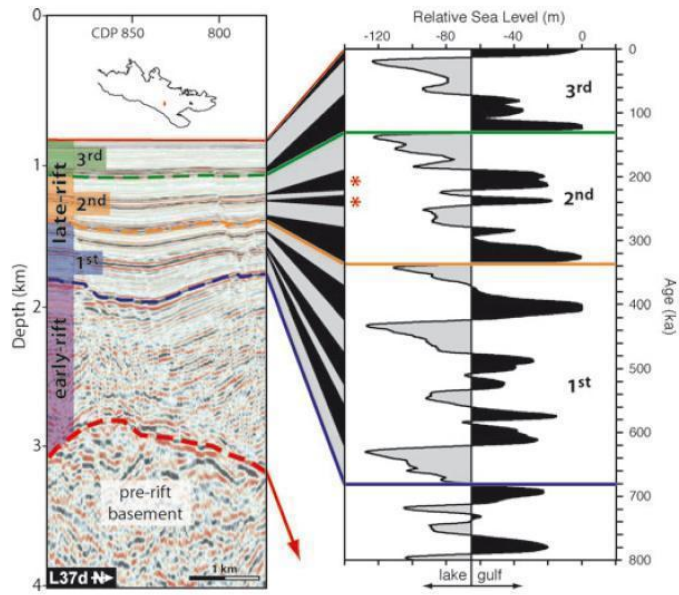 CDP 850 800
0
1
2
3
4
Depth (km)
late-rift
early-rift
3rd
2nd
1st
pre-rift
basement
L37d N
1 km
Relative Sea Level (m)
-120 -80 -40 0
0
100
200
300
400
500
600
700
800
Age (ka)
3rd
*
*
2nd
1st
lake gulf